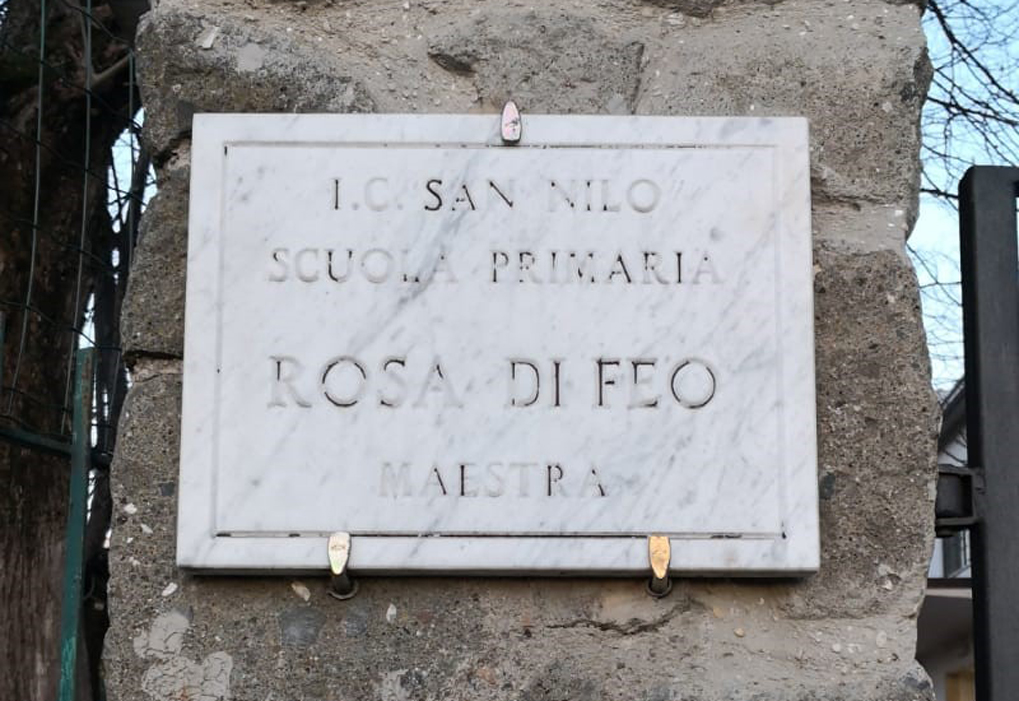 I.C. SAN NILO
SCUOLA PRIMARIA
ROSA DI FEO
MAESTRA